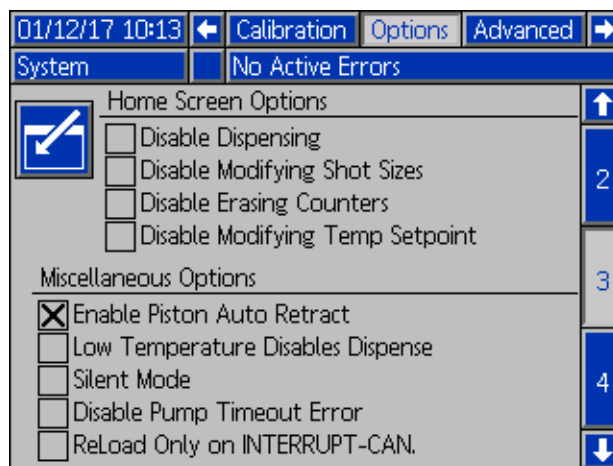 01/12/17 10:13 Calibration Options Advanced
System No Active Errors
Home Screen Options
Disable Dispensing
Disable Modifying Shot Sizes
Disable Erasing Counters
Disable Modifying Temp Setpoint
Miscellaneous Options
Enable Piston Auto Retract
Low Temperature Disables Dispense
Silent Mode
Disable Pump Timeout Error
ReLoad Only on INTERRUPT-CAN.
2
3
4